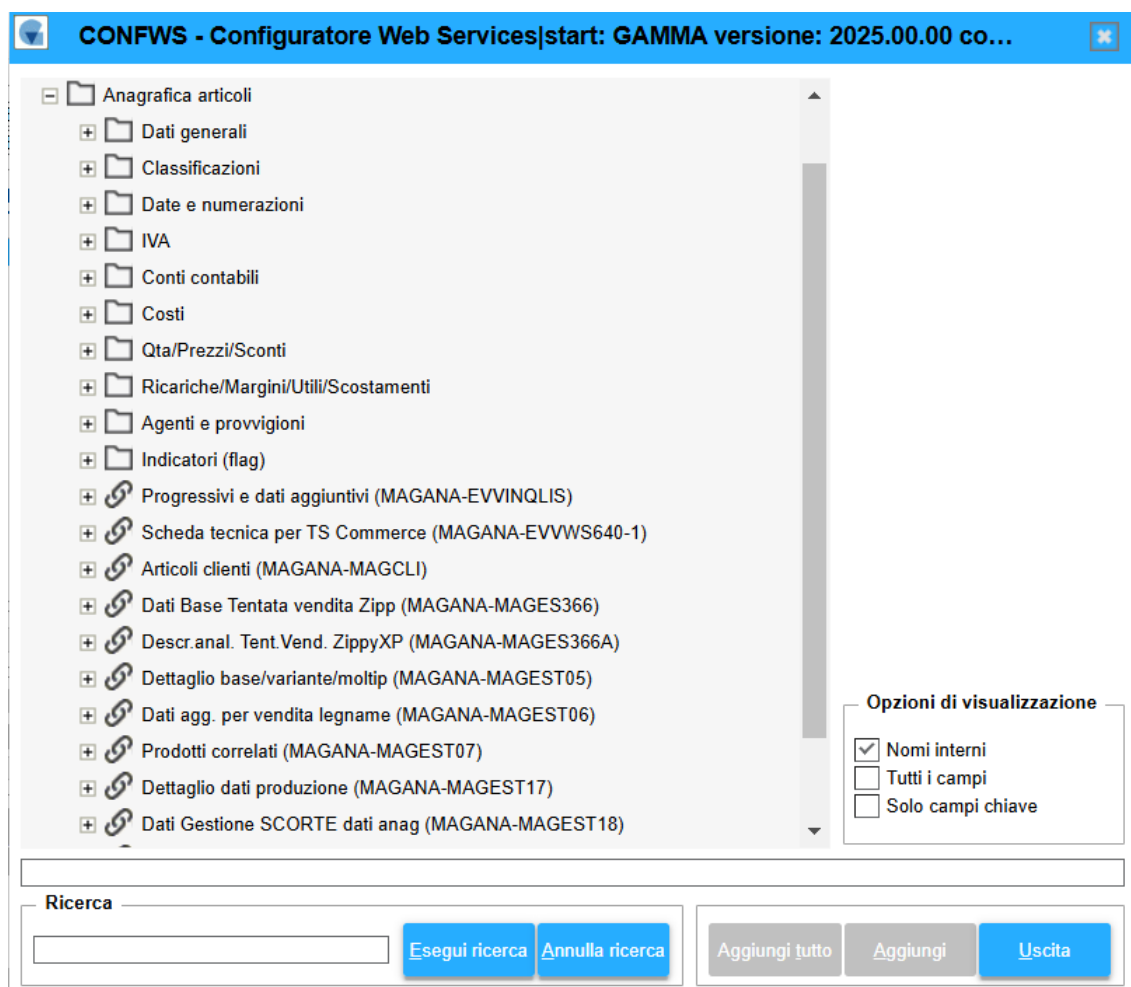 CONFWS - Configuratore Web Services|start: GAMMA versione: 2025.00.00 co...
Anagrafica articoli
Dati generali
Classificazioni
Date e numerazioni
IVA
Conti contabili
Costi
Qta/Prezzi/Sconti
Ricariche/Margini/Utili/Scostamenti
Agenti e provvigioni
Indicatori (flag)
Progressivi e dati aggiuntivi (MAGANA-EVVINQLIS)
Scheda tecnica per TS Commerce (MAGANA-EVVWS640-1)
Articoli clienti (MAGANA-MAGCLI)
Dati Base Tentata vendita Zipp (MAGANA-MAGES366)
Descr.anal. Tent.Vend. ZippyXP (MAGANA-MAGES366A)
Dettaglio base/variante/moltip (MAGANA-MAGEST05)
Dati agg. per vendita legname (MAGANA-MAGEST06)
Prodotti correlati (MAGANA-MAGEST07)
Dettaglio dati produzione (MAGANA-MAGEST17)
Dati Gestione SCORTE dati anag (MAGANA-MAGEST18)
Opzioni di visualizzazione
Nomi interni
Tutti i campi
Solo campi chiave
Ricerca
Esegui ricerca Annulla ricerca Aggiungi tutto Aggiungi Uscita